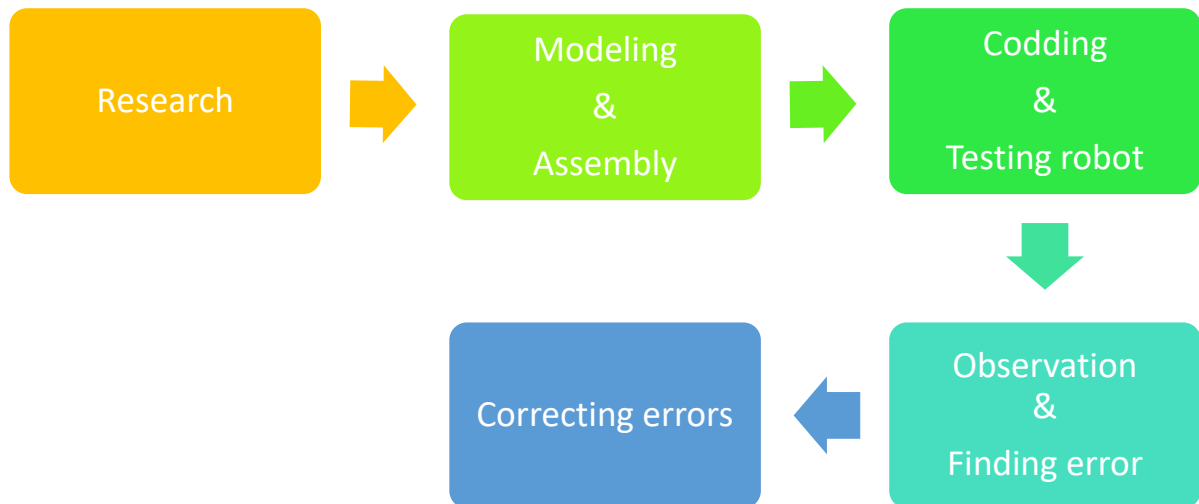 Research
Modeling
&
Assembly
Codding
&
Testing robot
Observation
&
Finding error
Correcting errors